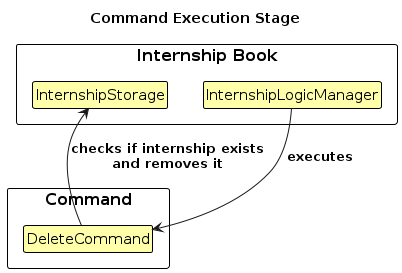 Command Execution Stage
Internship Book
InternshipStorage
InternshipLogicManager
checks if internship exists
and removes it
executes
Command
DeleteCommand